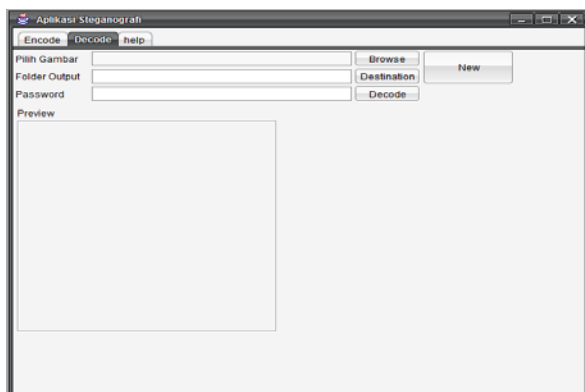 Aplikasi Steganografi
Encode Decode help
Pilih Gambar Browse New
Folder Output Destination
Password Decode
Preview